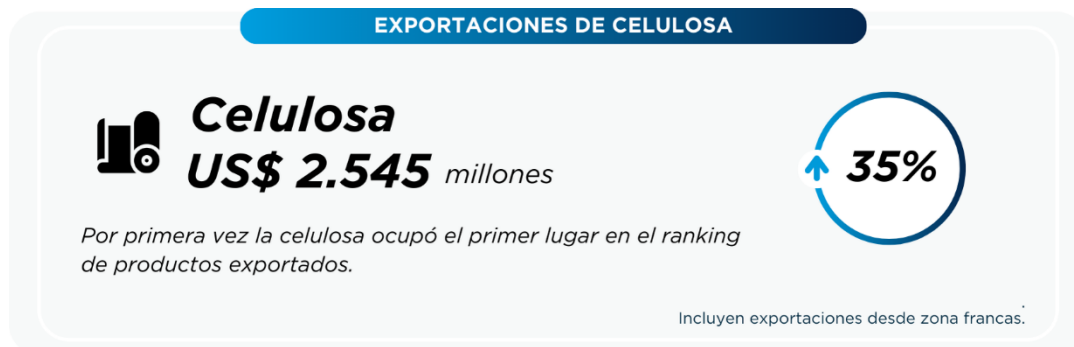 EXPORTACIONES DE CELULOSA
Celulosa
US$ 2.545 millones
35%
Por primera vez la celulosa ocupó el primer lugar en el ranking
de productos exportados.
.
Incluyen exportaciones desde zona francas.